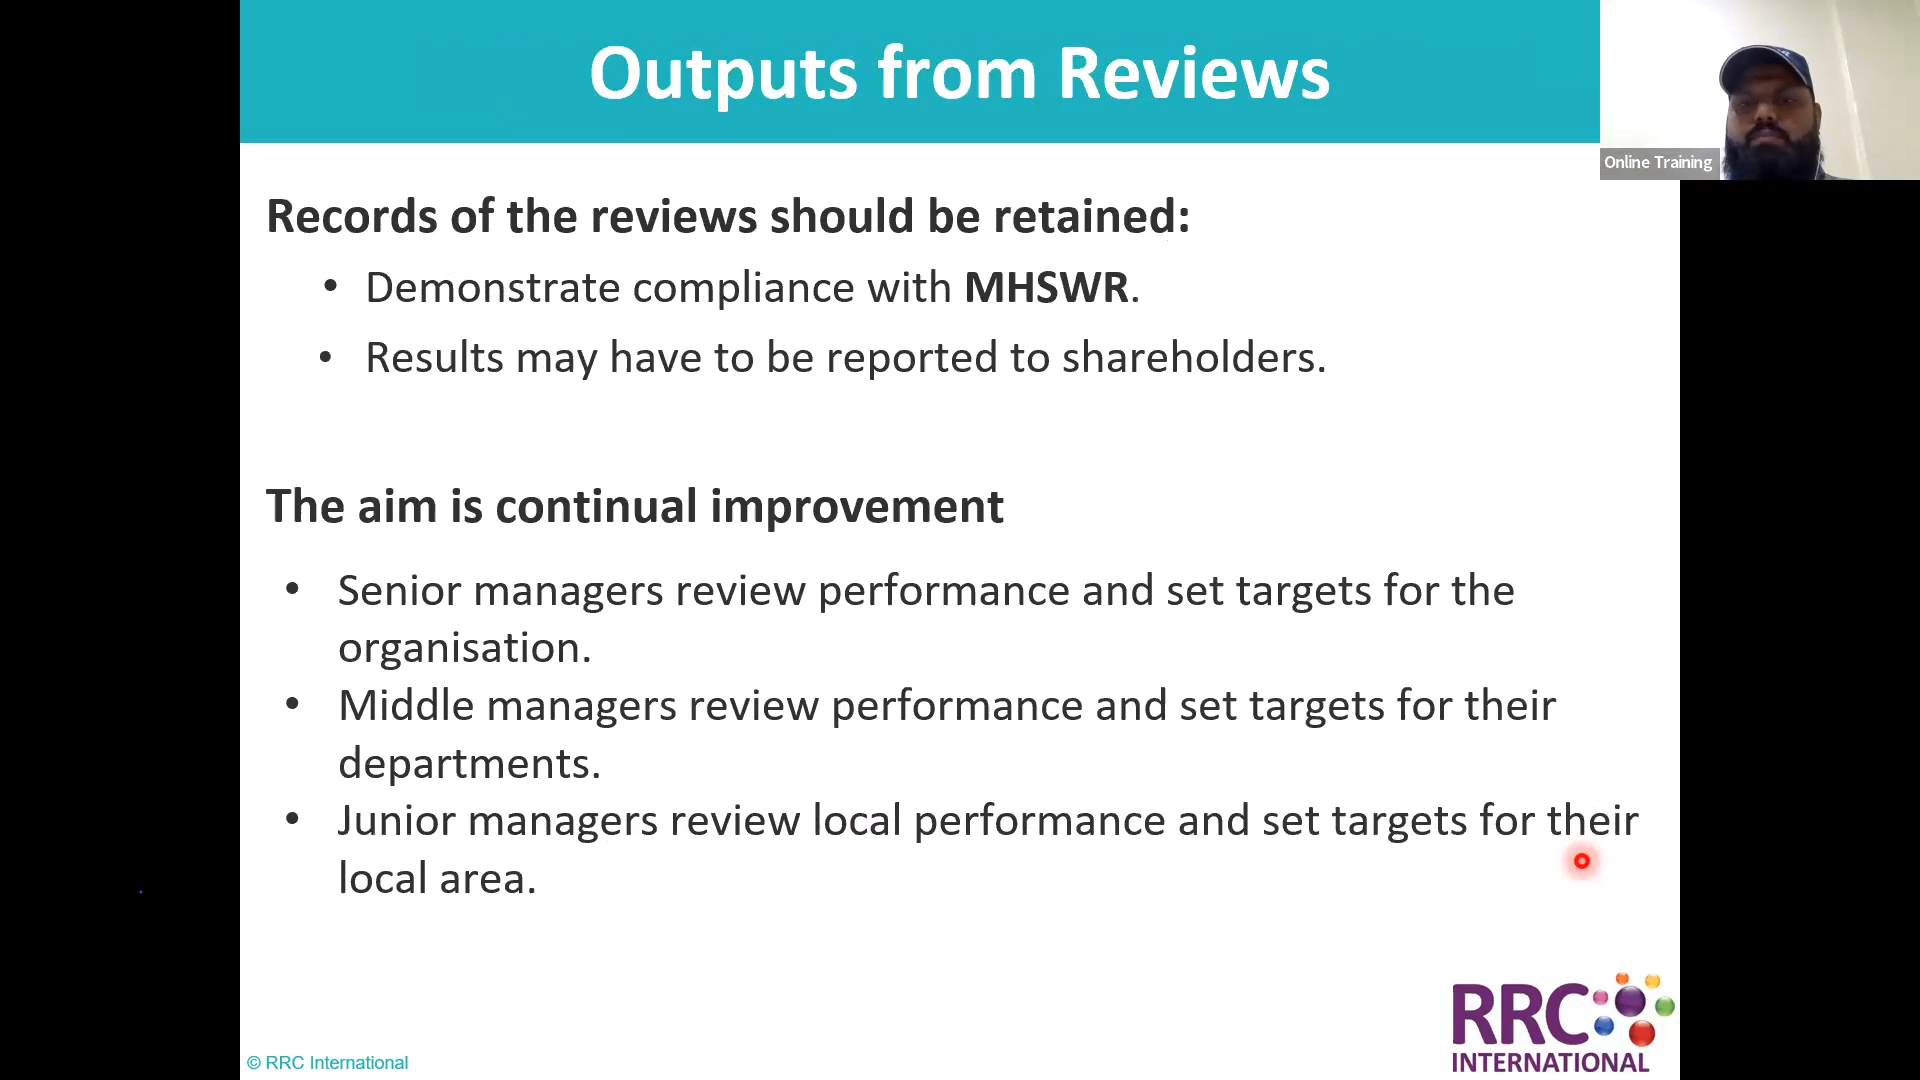 Outputs from Reviews
Online Training
Records of the reviews should be retained:
• Demonstrate compliance with MHSWR.
• Results may have to be reported to shareholders.
The aim is continual improvement
• Senior managers review performance and set targets for the
organisation.
• Middle managers review performance and set targets for their
departments.
• Junior managers review local performance and set targets for their
local area.
RRC
INTERNATIONAL
© RRC International